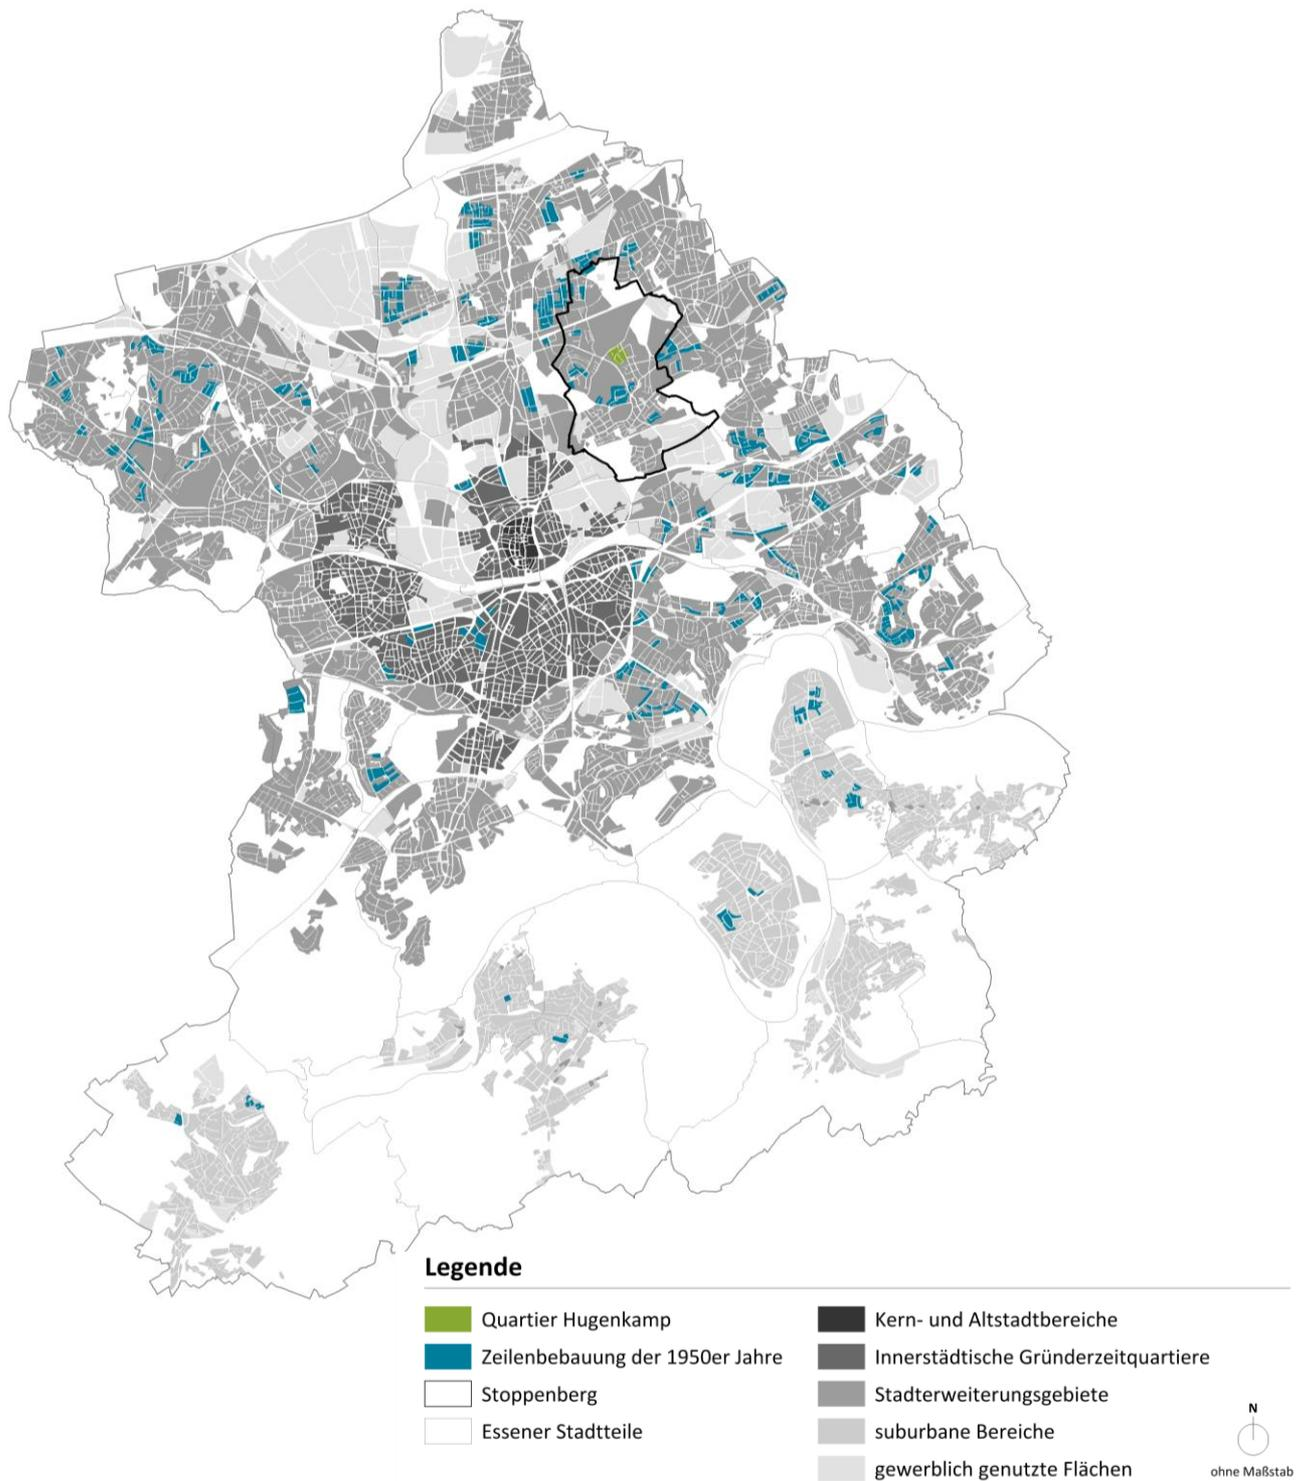 Legende
Quartier Hugenkamp
Zeilenbebauung der 1950er Jahre
Stoppenberg
Essener Stadtteile
Kern- und Altstadtbereiche
Innerstädtische Gründerzeitquartiere
Stadterweiterungsgebiete
suburbane Bereiche
gewerblich genutzte Flächen
N
ohne Maßstab